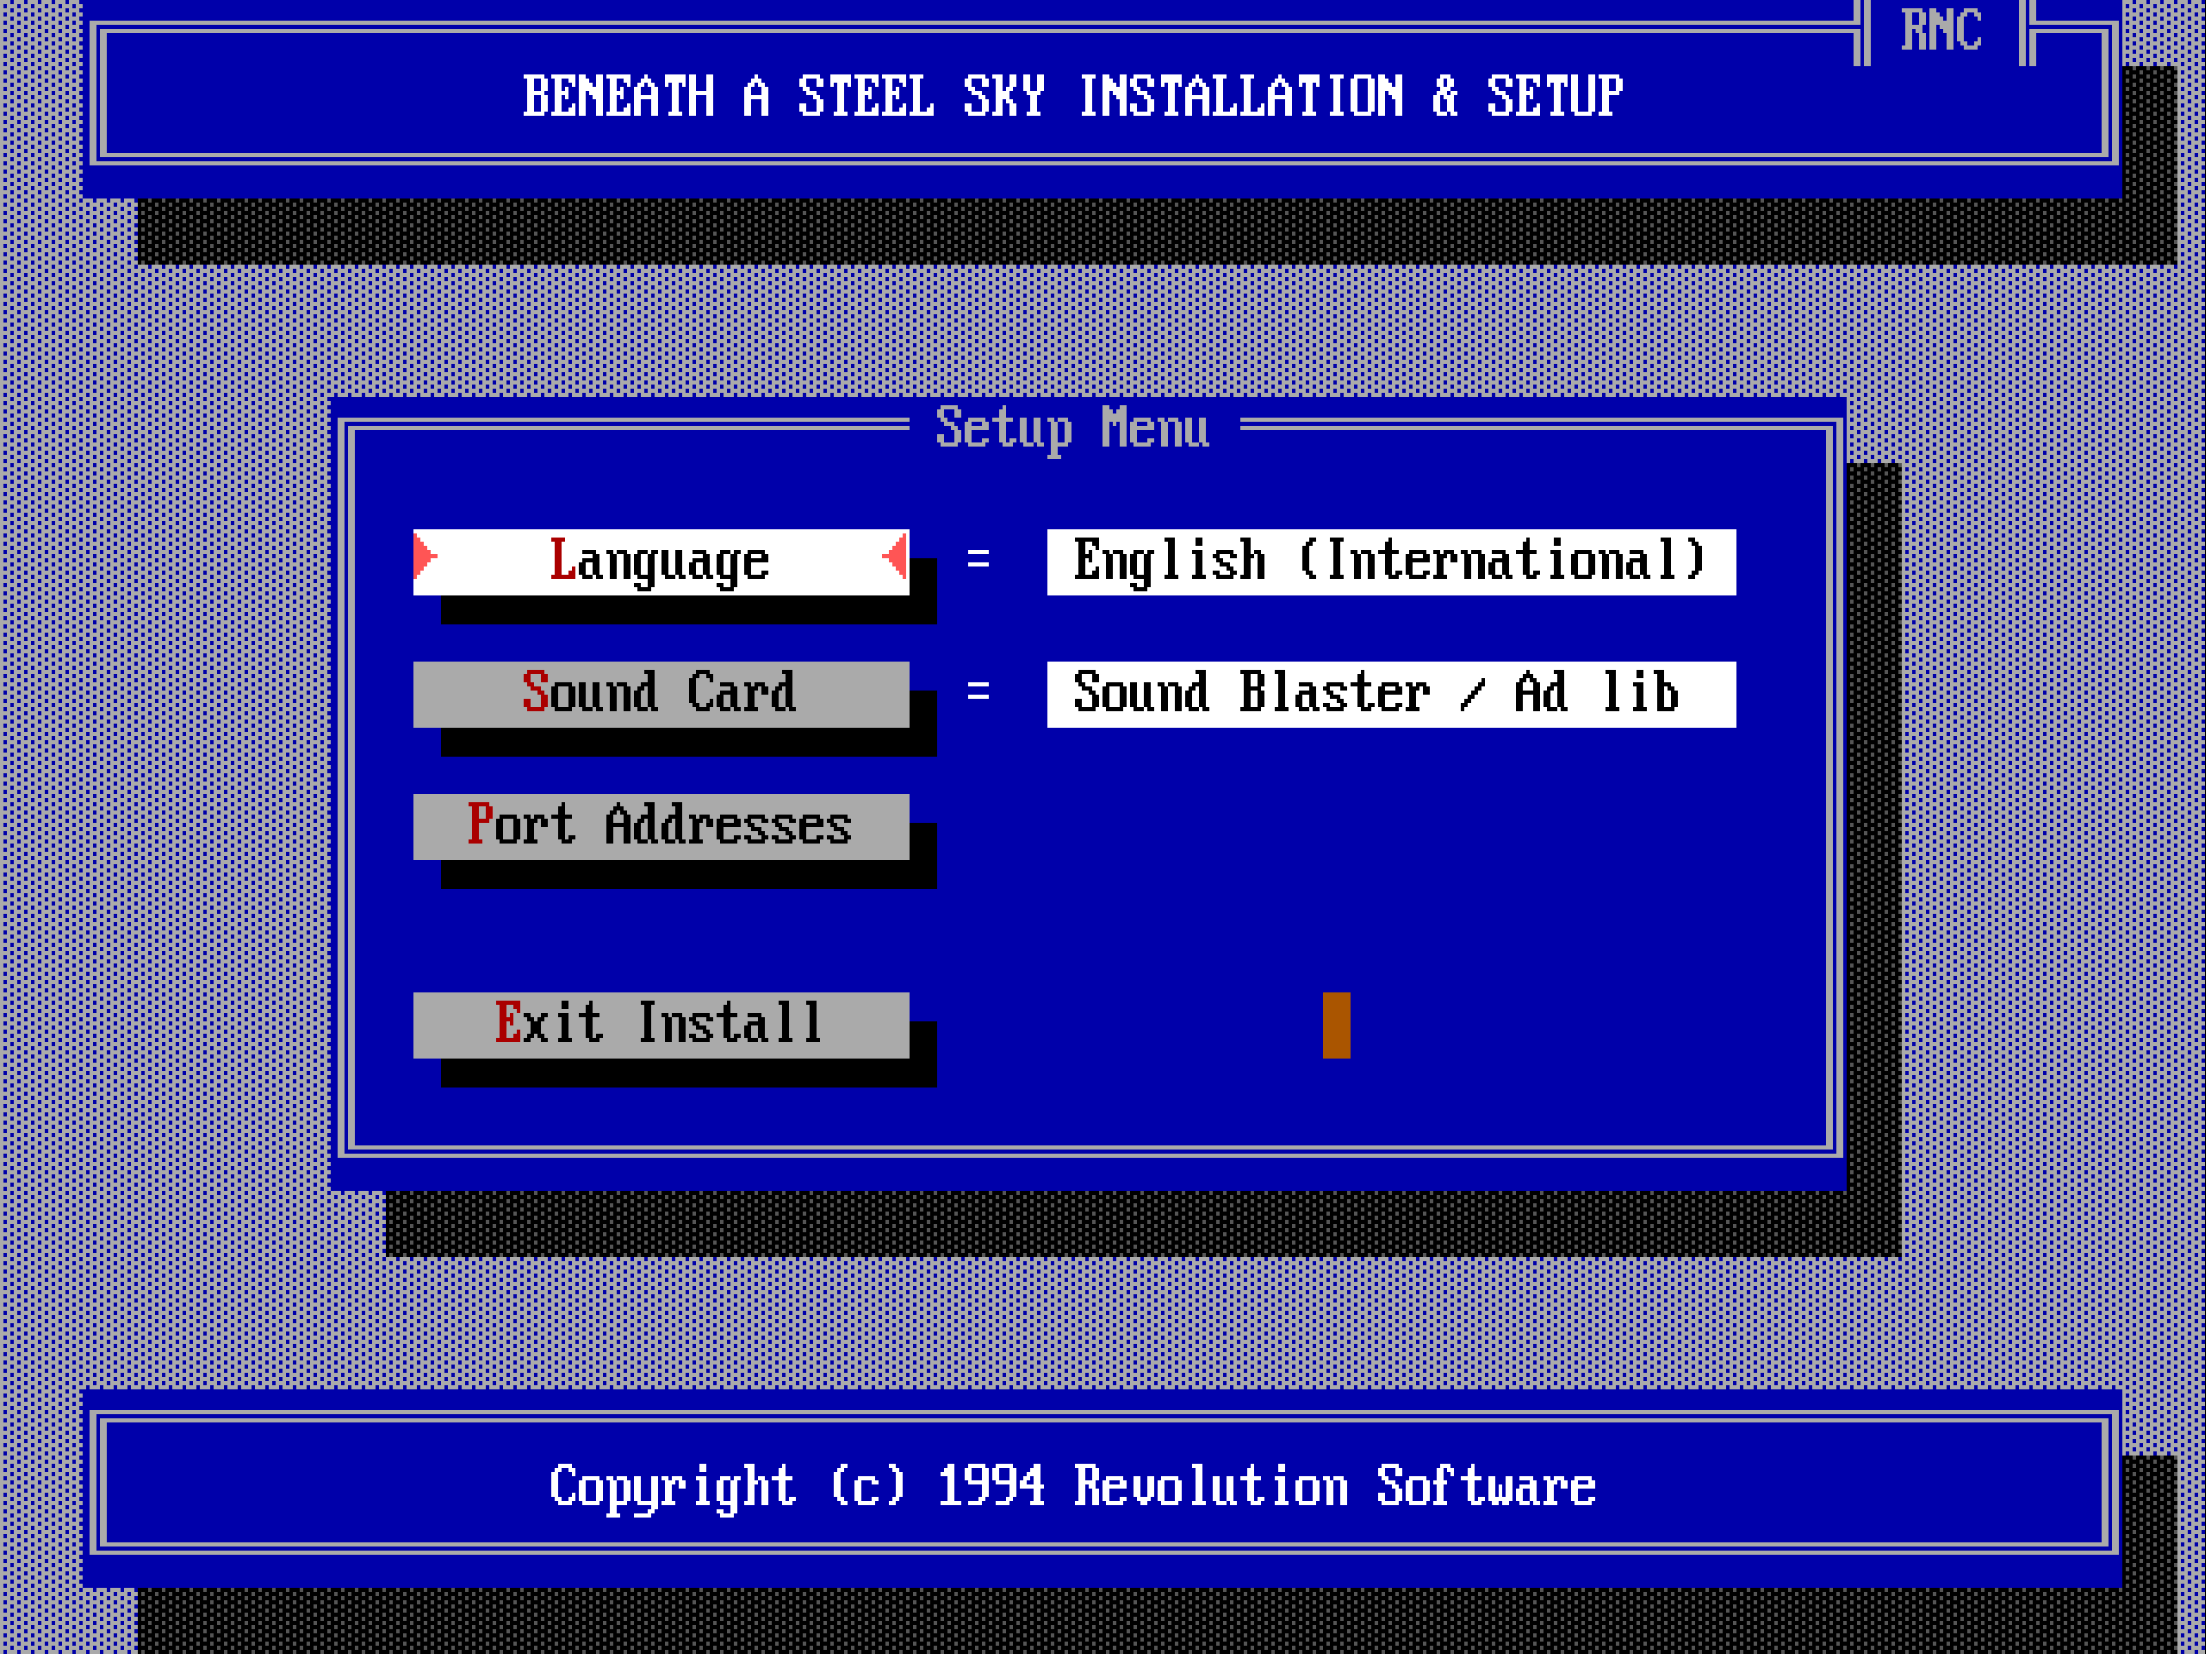 RNC
BENEATH A STEEL SKY INSTALLATION & SETUP
Setup Menu
Language = English (International)
Sound Card = Sound Blaster / Ad lib
Port Addresses
Exit Install
Copyright (c) 1994 Revolution Software